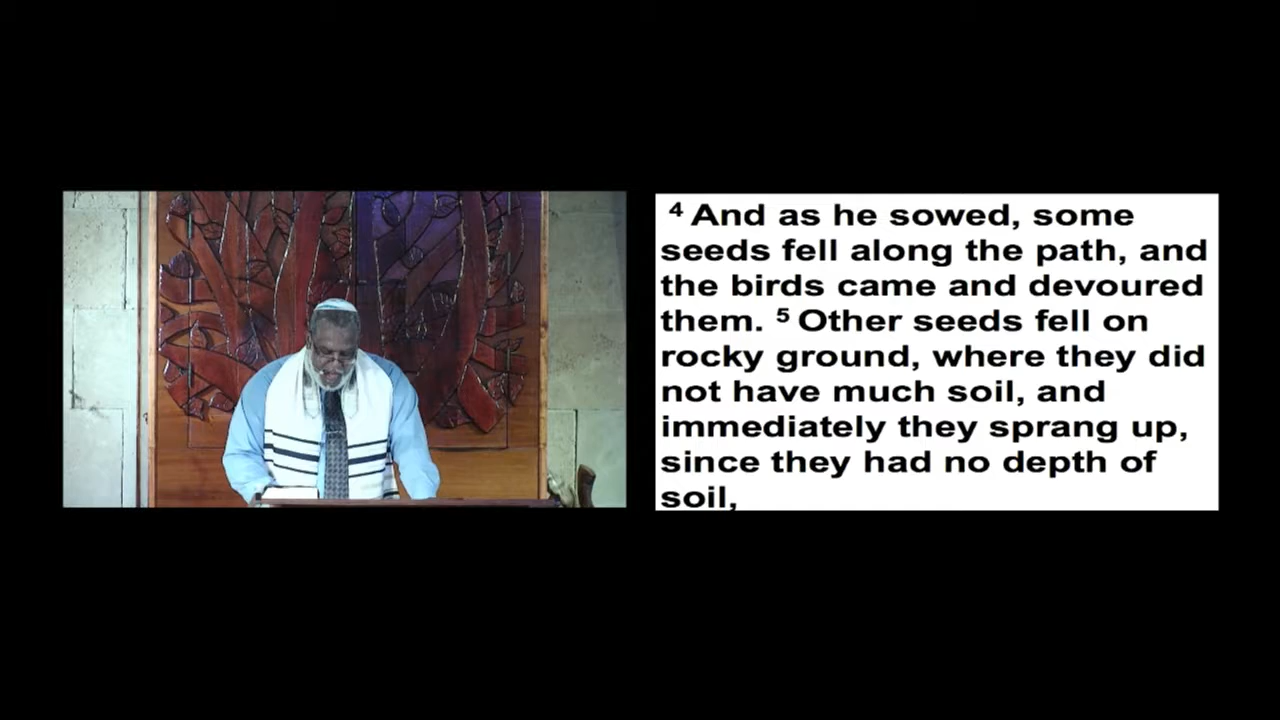 4 And as he sowed, some
seeds fell along the path, and
the birds came and devoured
them. 5 Other seeds fell on
rocky ground, where they did
not have much soil, and
immediately they sprang up,
since they had no depth of
soil,